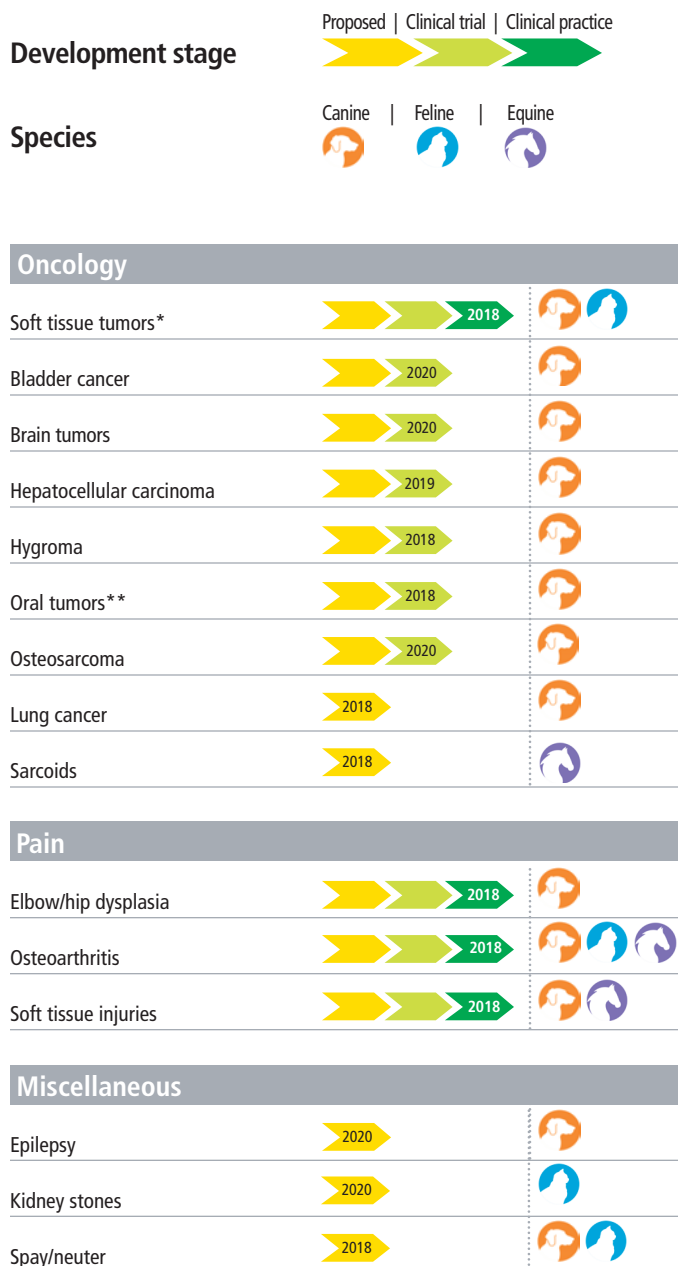 Proposed | Clinical trial | Clinical practice
Development stage
Canine | Feline | Equine
Species
Oncology
Soft tissue tumors* 2018
Bladder cancer 2020
Brain tumors 2020
Hepatocellular carcinoma 2019
Hygroma 2018
Oral tumors** 2018
Osteosarcoma 2020
Lung cancer 2018
Sarcoids 2018
Pain
Elbow/hip dysplasia 2018
Osteoarthritis 2018
Soft tissue injuries 2018
Miscellaneous
Epilepsy 2020
Kidney stones 2020
Spay/neuter 2018